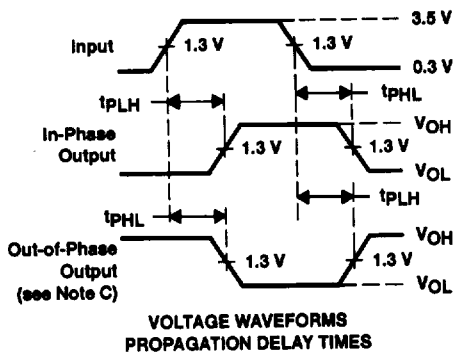 3.5 V
Input
1.3 V
1.3 V
0.3 V
tPLH
tPHL
In-Phase
Output
1.3 V
1.3 V
VOH
VOL
tPHL
tPLH
Out-of-Phase
Output
(see Note C)
1.3 V
1.3 V
VOH
VOL
VOLTAGE WAVEFORMS
PROPAGATION DELAY TIMES